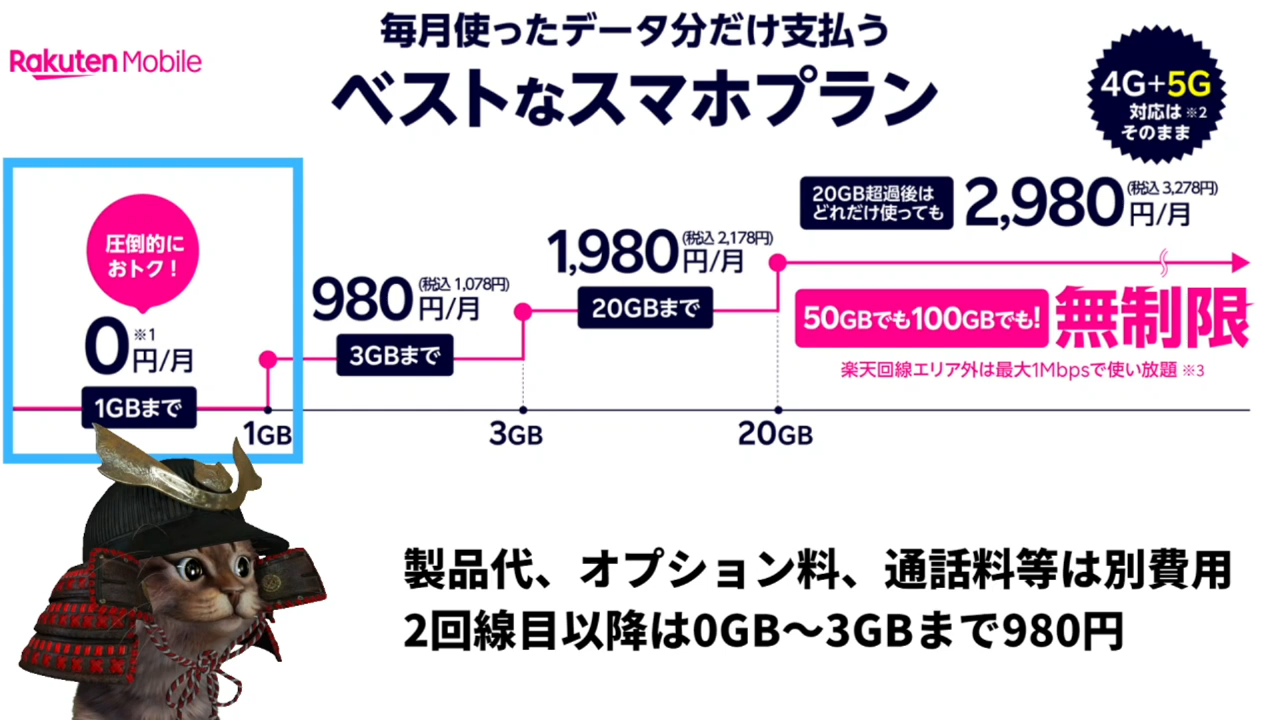 毎月使ったデータ分だけ支払う
Rakuten Mobile
ベストなスマホプラン
4G+5G
対応は ※2
そのまま
圧倒的に
おトク！
0 ※1
円/月
1GBまで
980 (税込 1,078円)
円/月
3GBまで
1,980 (税込 2,178円)
円/月
20GBまで
20GB超過後は
どれだけ使っても
2,980 (税込 3,278円)
円/月
50GBでも100GBでも! 無制限
楽天回線エリア外は最大1Mbpsで使い放題 ※3
1GB
3GB
20GB
製品代、オプション料、通話料等は別費用
2回線目以降は0GB〜3GBまで980円